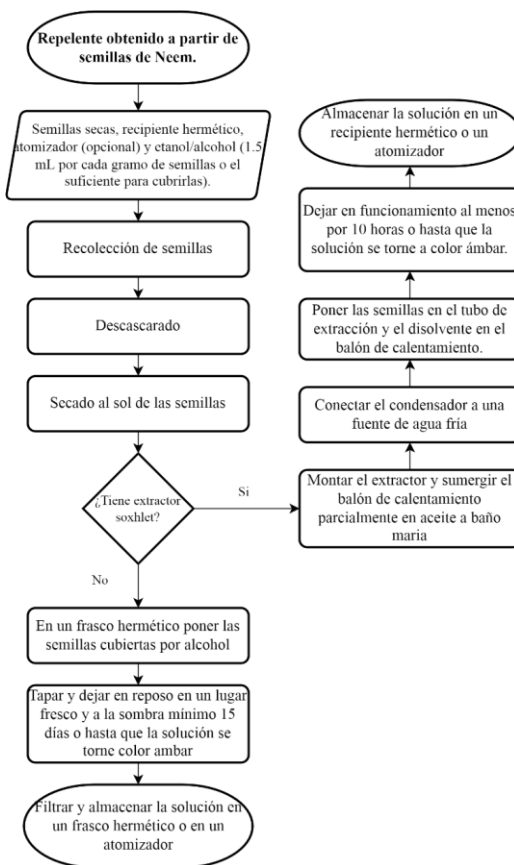 Repelente obtenido a partir de
semillas de Neem.
Semillas secas, recipiente hermético,
atomizador (opcional) y etanol/alcohol (1.5
mL por cada gramo de semillas o el
suficiente para cubrirlas).
Recolección de semillas
Descascarado
Secado al sol de las semillas
¿Tiene extractor
soxhlet?
Si
No
En un frasco hermético poner las
semillas cubiertas por alcohol
Tapar y dejar en reposo en un lugar
fresco y a la sombra mínimo 15
días o hasta que la solución se
torne color ambar
Filtrar y almacenar la solución en
un frasco hermético o en un
atomizador
Montar el extractor y sumergir el
balón de calentamiento
parcialmente en aceite a baño
maria
Conectar el condensador a una
fuente de agua fría
Poner las semillas en el tubo de
extracción y el disolvente en el
balón de calentamiento.
Dejar en funcionamiento al menos
por 10 horas o hasta que la
solución se torne a color ámbar.
Almacenar la solución en un
recipiente hermético o un
atomizador